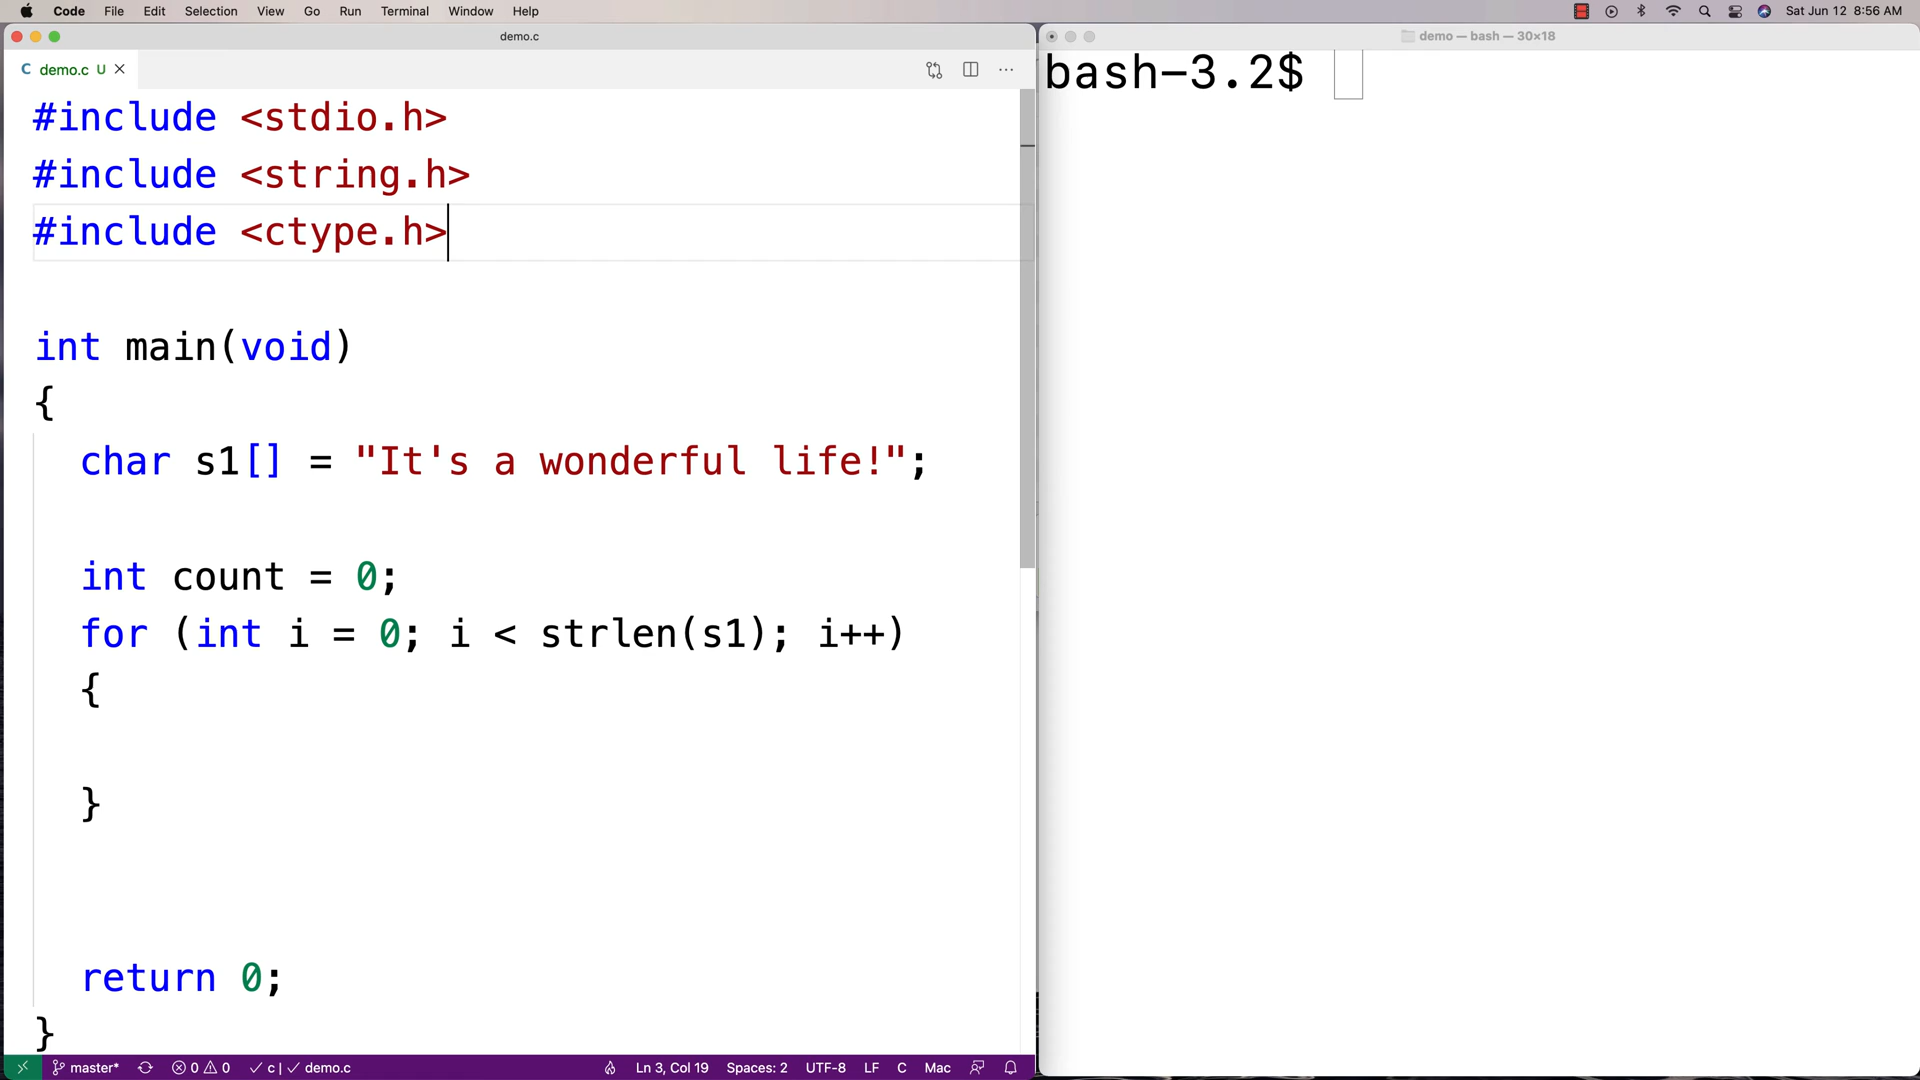 Code File Edit Selection View Go Run Terminal Window Help Sat Jun 12 8:56 AM
demo.c
demo — bash — 30×18
C demo.c U
bash-3.2$
#include <stdio.h>
#include <string.h>
#include <ctype.h>
int main(void)
{
char s1[] = "It's a wonderful life!";
int count = 0;
for (int i = 0; i < strlen(s1); i++)
{
}
return 0;
}
master* 0 0 c | demo.c Ln 3, Col 19 Spaces: 2 UTF-8 LF C Mac